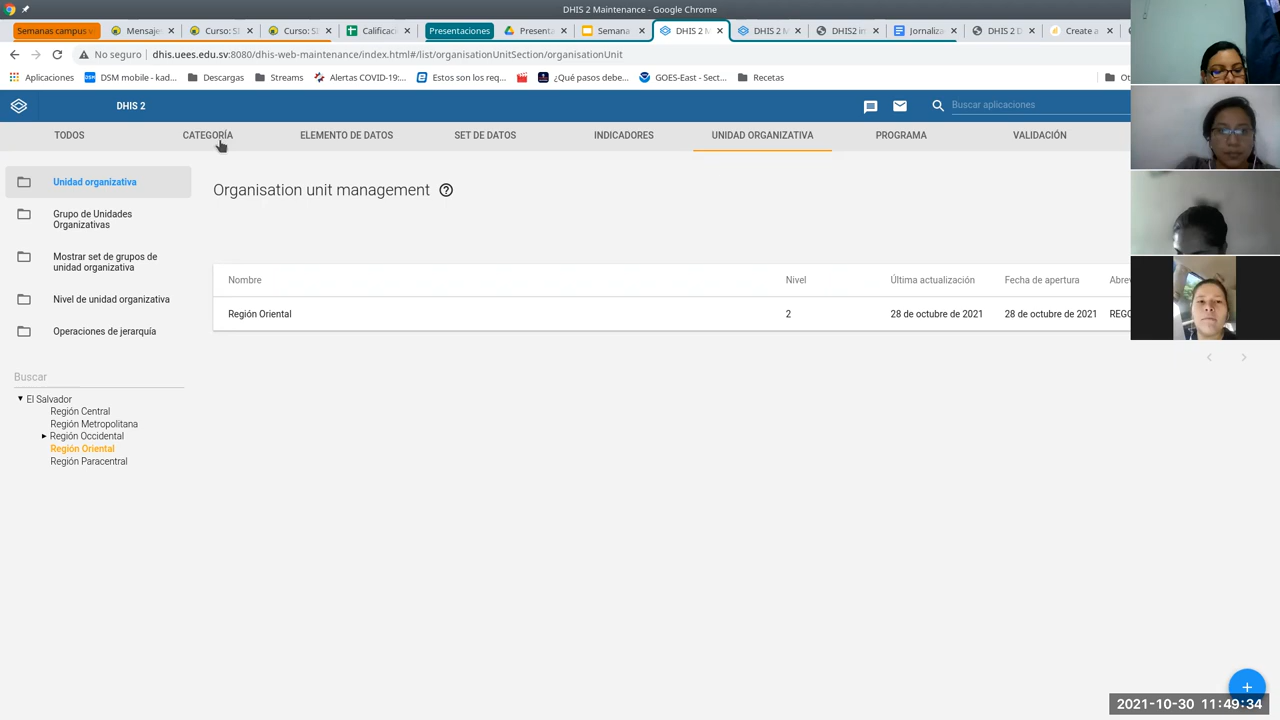 DHIS 2 Maintenance - Google Chrome
Semanas campus v
Mensaje
Curso: SI
Curso: SI
Calificac
Presentaciones
Presenta
Semana
DHIS 2 M
DHIS 2 M
DHIS2 in
Jornaliz
DHIS 2 D
Create a
No seguro
dhis.uees.edu.sv:8080/dhis-web-maintenance/index.html#/list/organisationUnitSection/organisationUnit
Aplicaciones
DSM mobile - kad...
Descargas
Streams
Alertas COVID-19:...
Estos son los req...
¿Qué pasos debe...
GOES-East - Sect...
Recetas
DHIS 2
Buscar aplicaciones
TODOS
CATEGORÍA
ELEMENTO DE DATOS
SET DE DATOS
INDICADORES
UNIDAD ORGANIZATIVA
PROGRAMA
VALIDACIÓN
Unidad organizativa
Grupo de Unidades
Organizativas
Mostrar set de grupos de
unidad organizativa
Nivel de unidad organizativa
Operaciones de jerarquía
Buscar
El Salvador
Región Central
Región Metropolitana
Región Occidental
Región Oriental
Región Paracentral
Organisation unit management
Nombre Nivel Última actualización Fecha de apertura
Región Oriental 2 28 de octubre de 2021 28 de octubre de 2021
2021-10-30 11:49:34